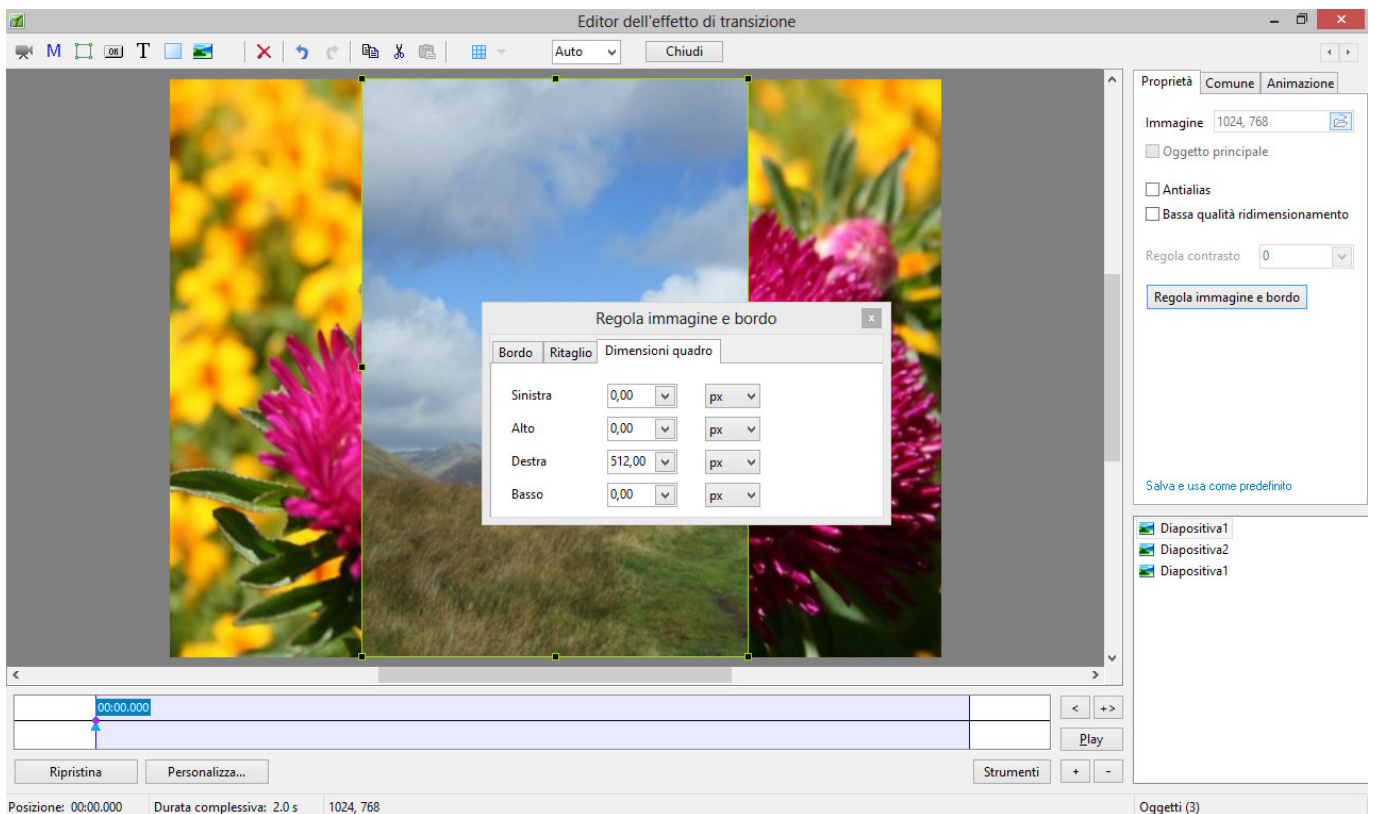 Editor dell'effetto di transizione
M OK T Auto Chiudi
Proprietà Comune Animazione
Immagine 1024, 768
Oggetto principale
Antialias
Bassa qualità ridimensionamento
Regola contrasto 0
Regola immagine e bordo
Regola immagine e bordo
Bordo Ritaglio Dimensioni quadro
Sinistra 0,00 px
Alto 0,00 px
Destra 512,00 px
Basso 0,00 px
Salva e usa come predefinito
Diapositiva1
Diapositiva2
Diapositiva1
00:00.000
< +>
Play
Ripristina Personalizza... Strumenti + -
Posizione: 00:00.000 Durata complessiva: 2.0 s 1024, 768 Oggetti (3)